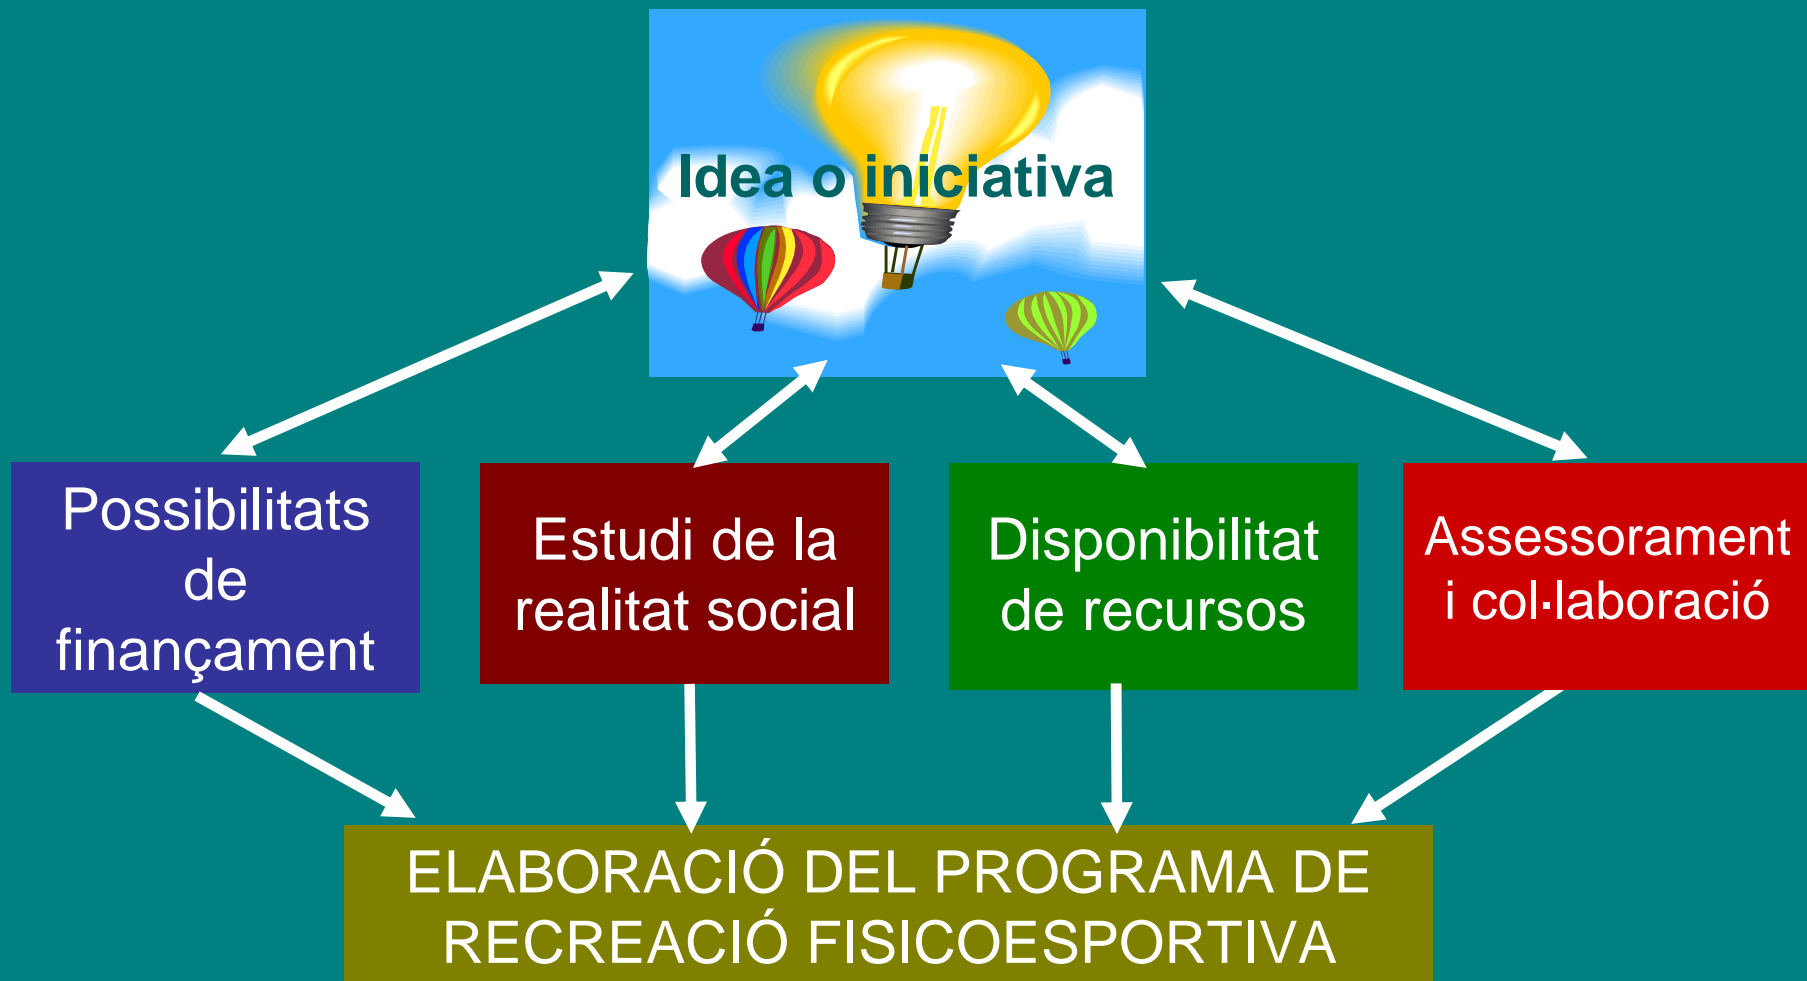 Idea o iniciativa
Possibilitats
de
finançament
Estudi de la
realitat social
Disponibilitat
de recursos
Assessorament
i col·laboració
ELABORACIÓ DEL PROGRAMA DE
RECREACIÓ FISICOESPORTIVA